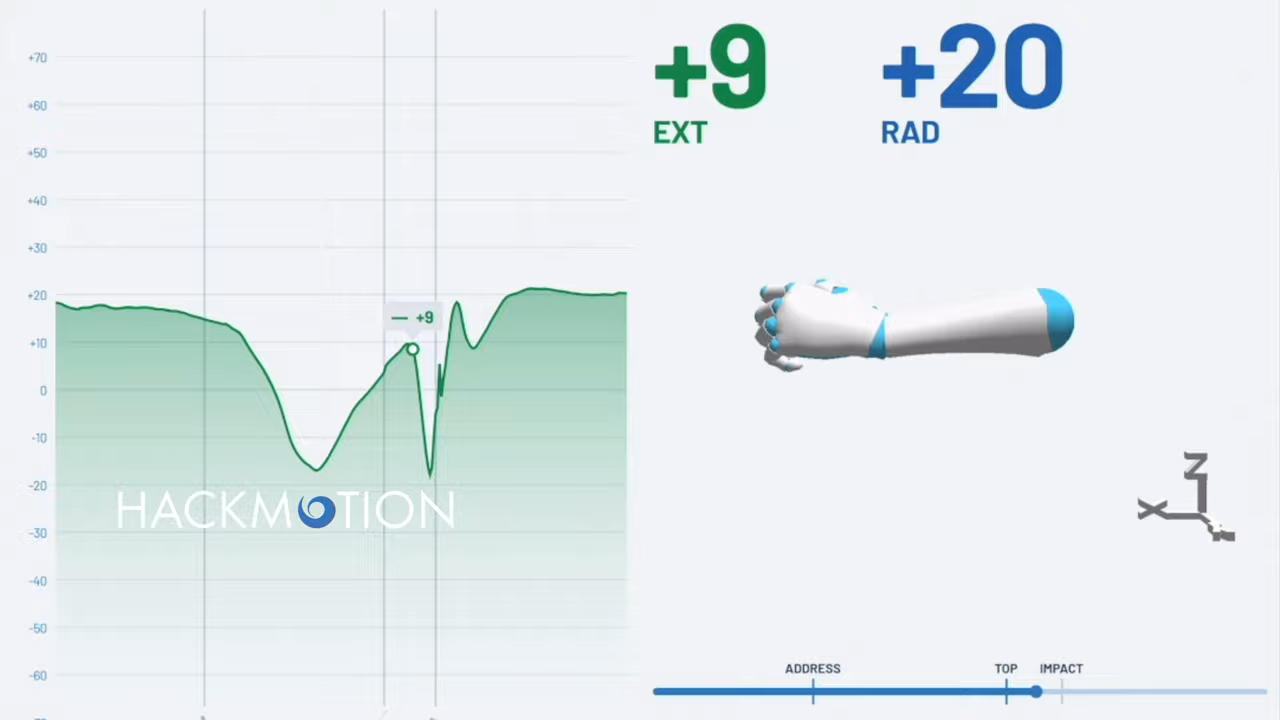 +70
+60
+50
+40
+30
+20
+10
0
-10
-20
-30
-40
-50
-60
+9
HACKMOTION
+9
EXT
+20
RAD
Z
X
ADDRESS
TOP
IMPACT